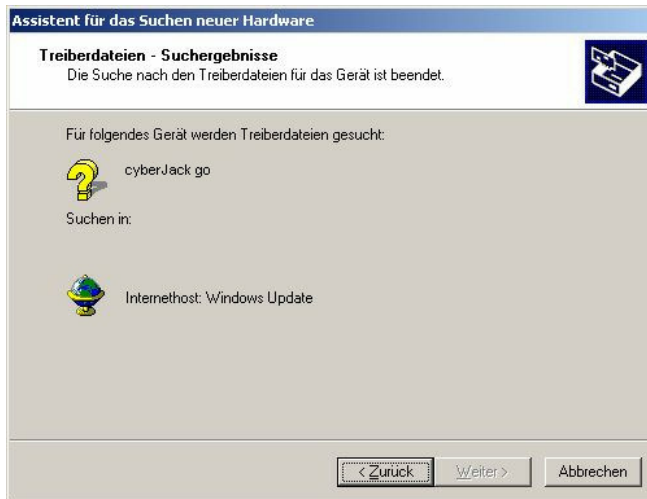 Assistent für das Suchen neuer Hardware
Treiberdateien - Suchergebnisse
Die Suche nach den Treiberdateien für das Gerät ist beendet.
Für folgendes Gerät werden Treiberdateien gesucht:
cyberJack go
Suchen in:
Internethost: Windows Update
< Zurück Weiter > Abbrechen